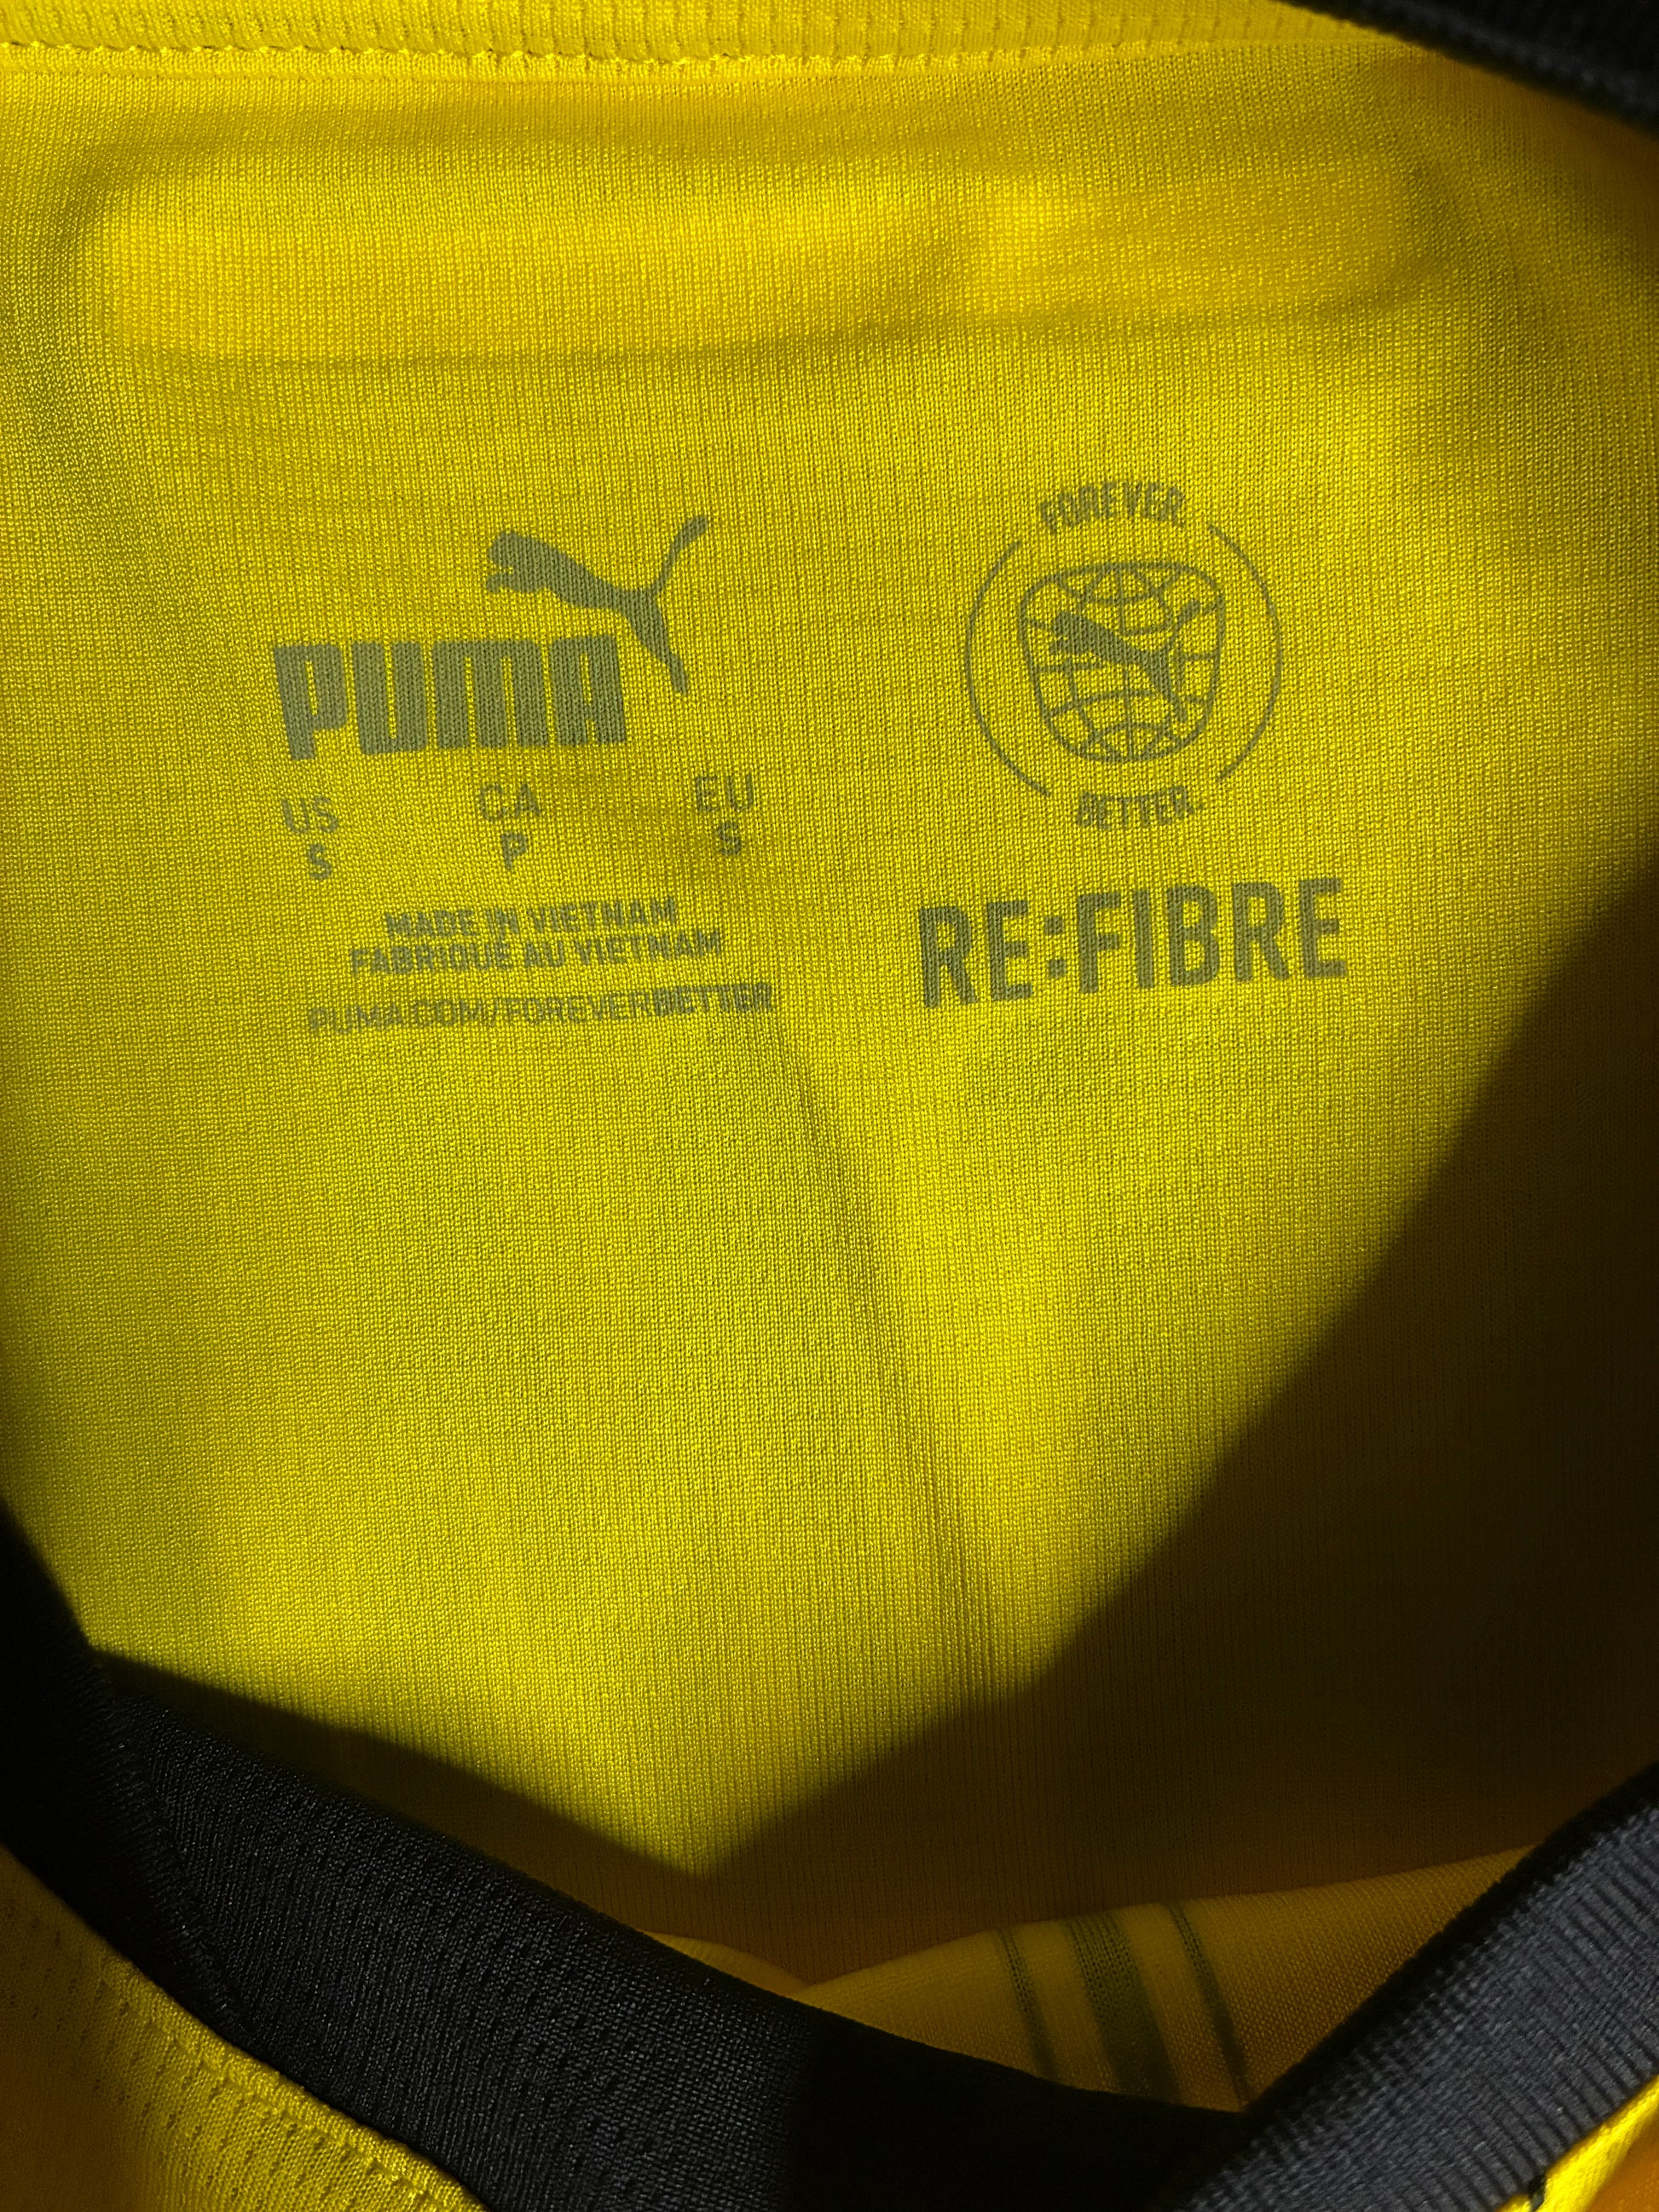 PUMA
US CA EU
S P S
MADE IN VIETNAM
FABRIQUÉ AU VIETNAM
PUMA.COM/FOREVERBETTER
FOREVER.
BETTER.
RE:FIBRE